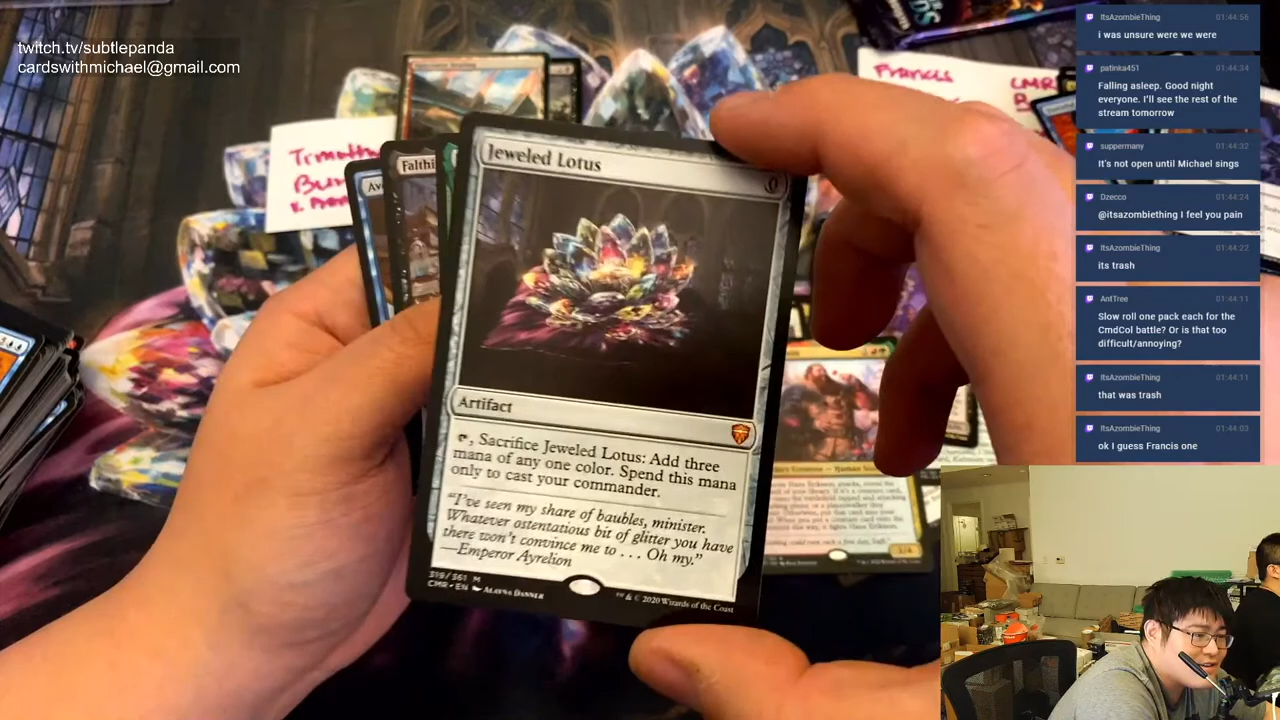 twitch.tv/subtlepanda
cardswithmichael@gmail.com
Francis
CMR
Jeweled Lotus
0
Artifact
, Sacrifice Jeweled Lotus: Add three
mana of any one color. Spend this mana
only to cast your commander.
"I've seen my share of baubles, minister.
Whatever ostentatious bit of glitter you have
there won't convince me to . . . Oh my."
—Emperor Ayrelion
319/361 M
CMR • EN ALAYNA DANNER
™ & © 2020 Wizards of the Coast
Falthi
Ave
ItsAzombieThing 01:44:56
i was unsure were we were
patinka451 01:44:34
Falling asleep. Good night
everyone. I'll see the rest of the
stream tomorrow
suppermany 01:44:32
It's not open until Michael sings
Dzecco 01:44:24
@itsazombiething I feel you pain
ItsAzombieThing 01:44:22
its trash
AntTree 01:44:11
Slow roll one pack each for the
CmdCol battle? Or is that too
difficult/annoying?
ItsAzombieThing 01:44:11
that was trash
ItsAzombieThing 01:44:03
ok I guess Francis one